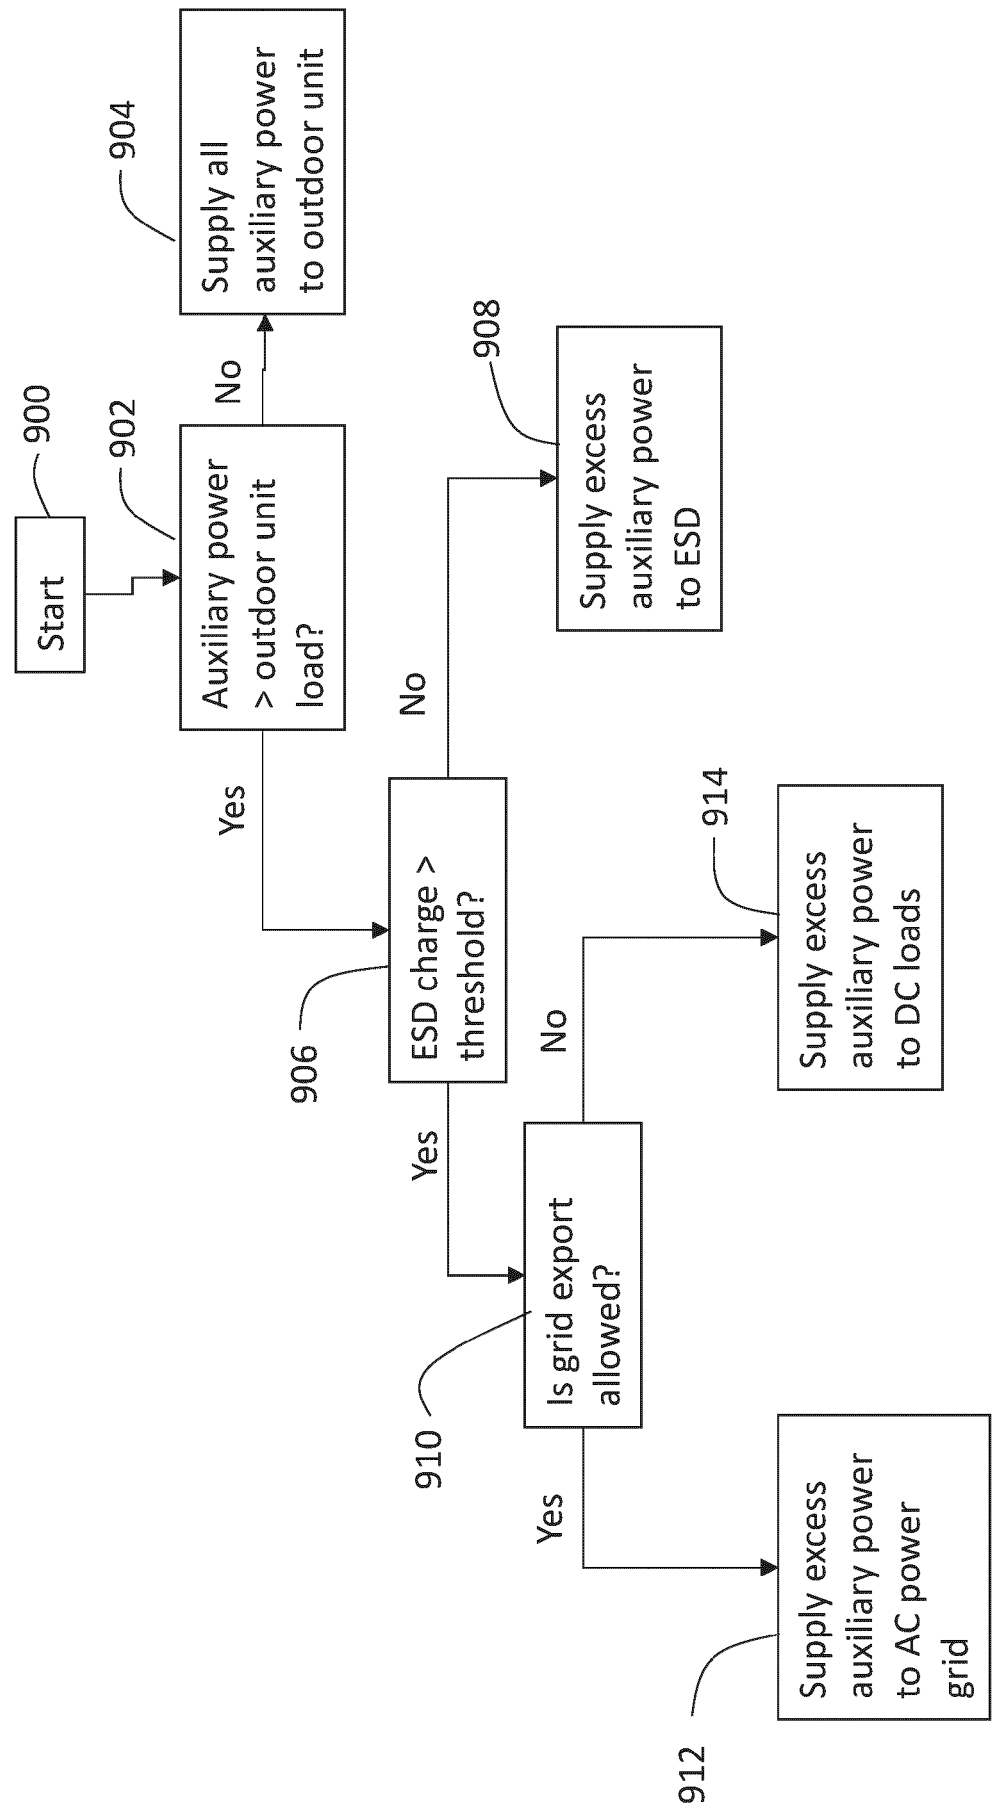 900
Start
902
Auxiliary power
> outdoor unit
load?
No
904
Supply all
auxiliary power
to outdoor unit
Yes
906
ESD charge >
threshold?
No
908
Supply excess
auxiliary power
to ESD
Yes
910
Is grid export
allowed?
No
914
Supply excess
auxiliary power
to DC loads
Yes
912
Supply excess
auxiliary power
to AC power
grid